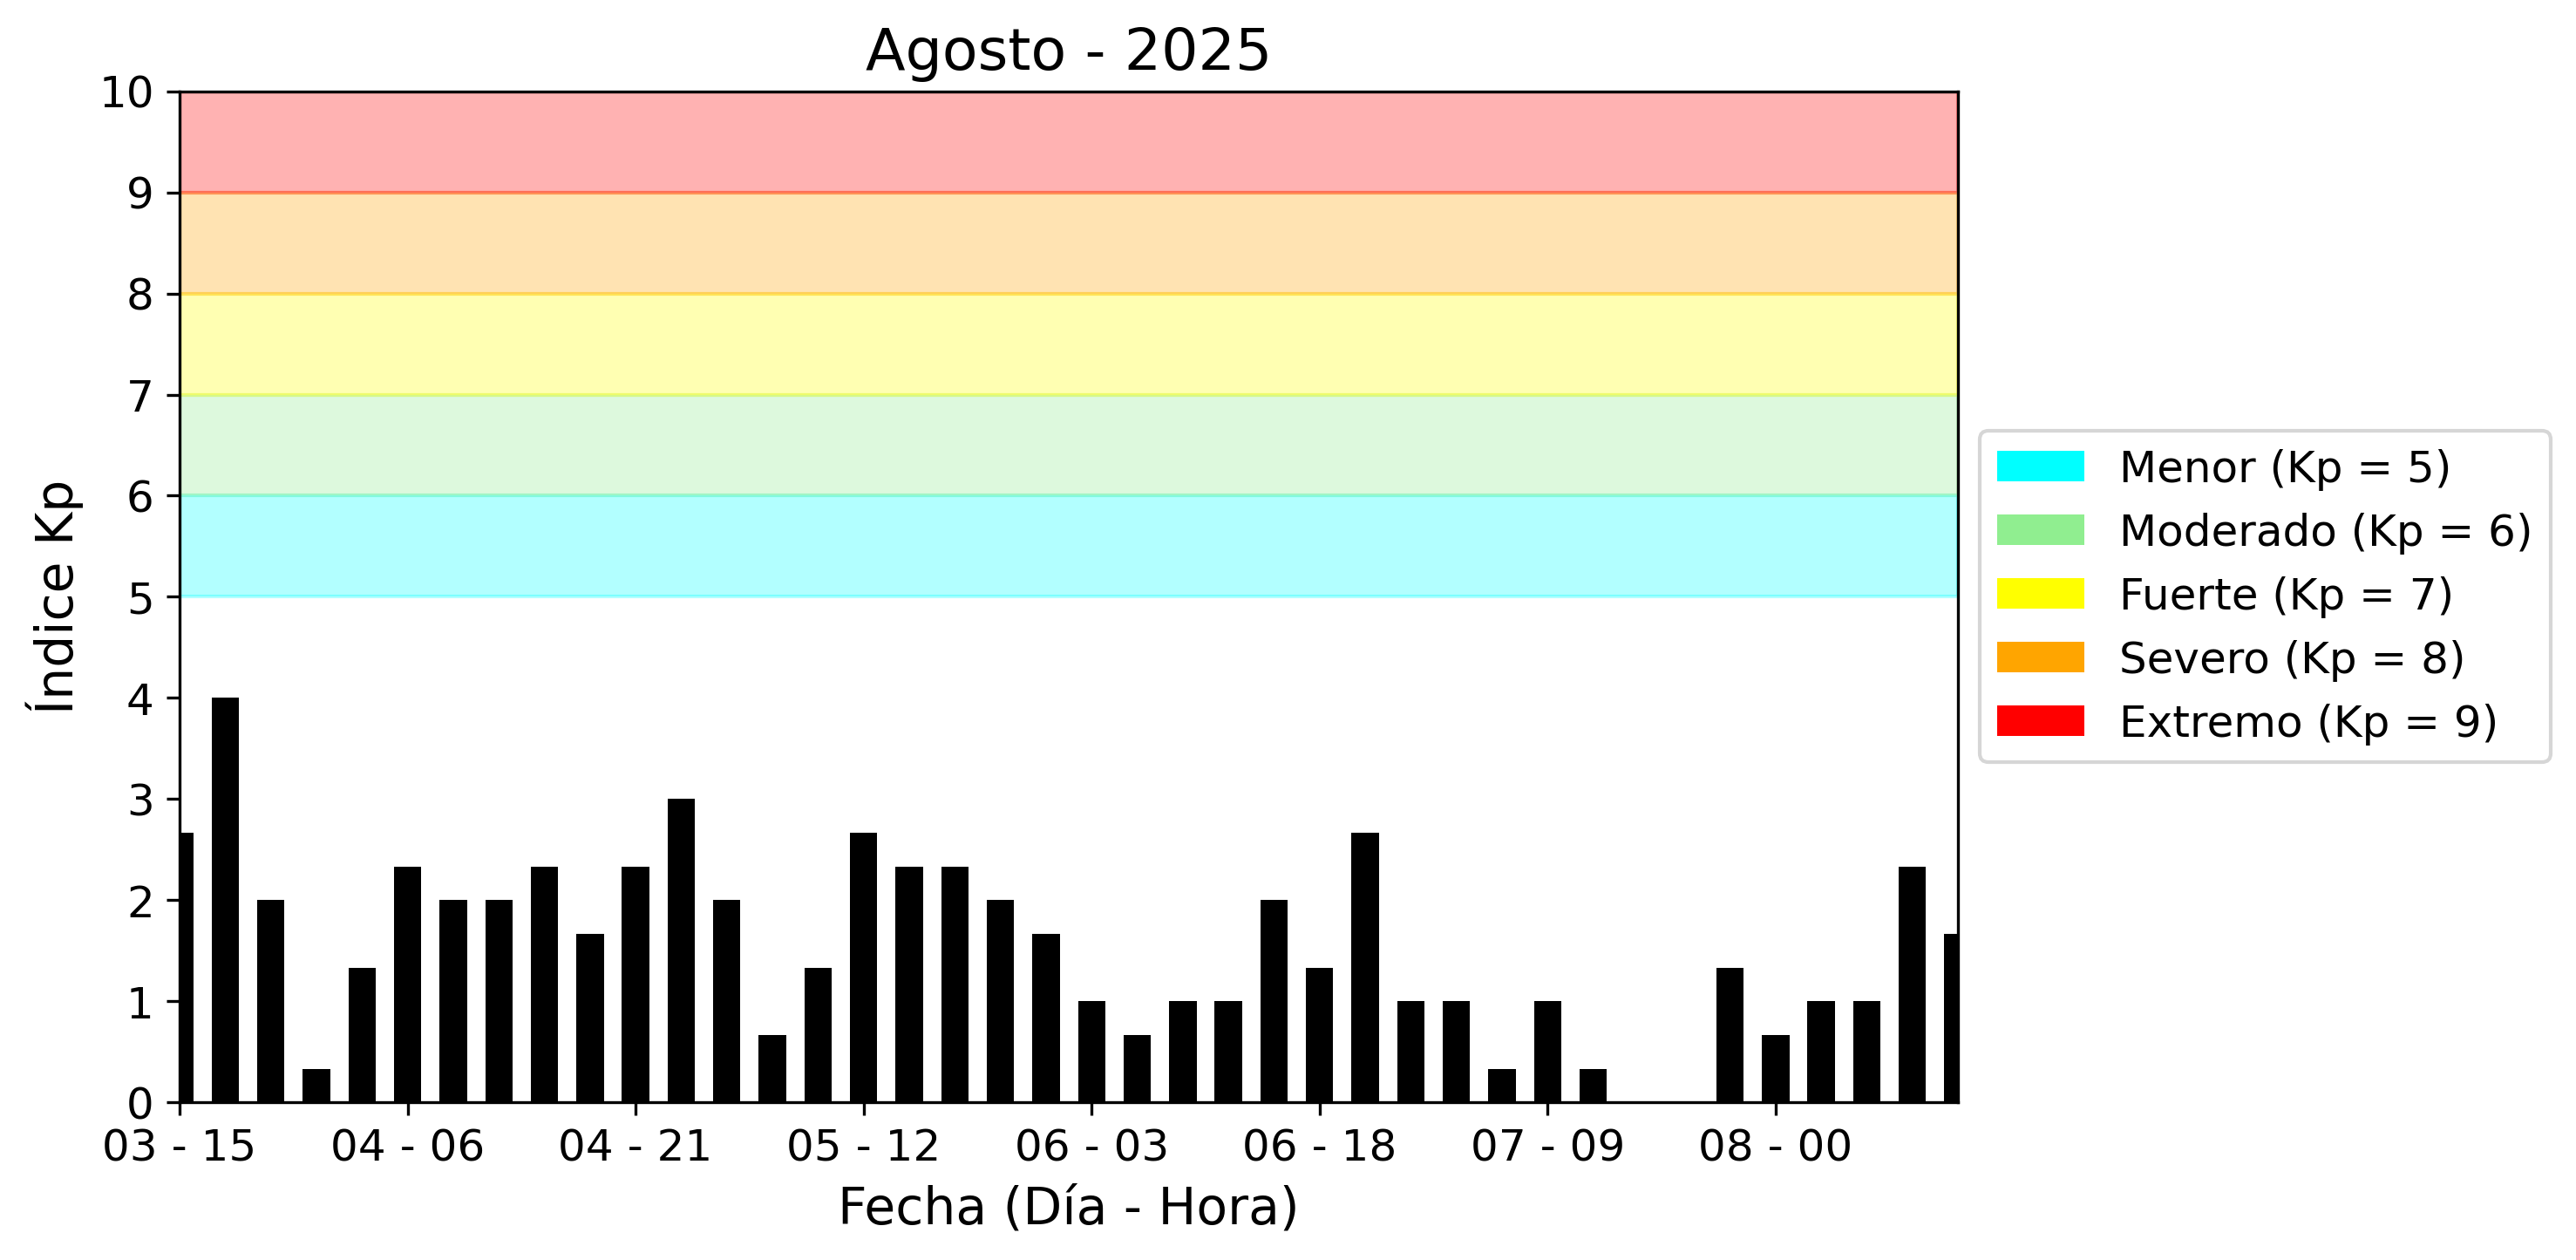 Agosto - 2025
10
9
8
7
6
5
4
3
2
1
0
Índice Kp
03 - 15
04 - 06
04 - 21
05 - 12
06 - 03
06 - 18
07 - 09
08 - 00
Fecha (Día - Hora)
Menor (Kp = 5)
Moderado (Kp = 6)
Fuerte (Kp = 7)
Severo (Kp = 8)
Extremo (Kp = 9)